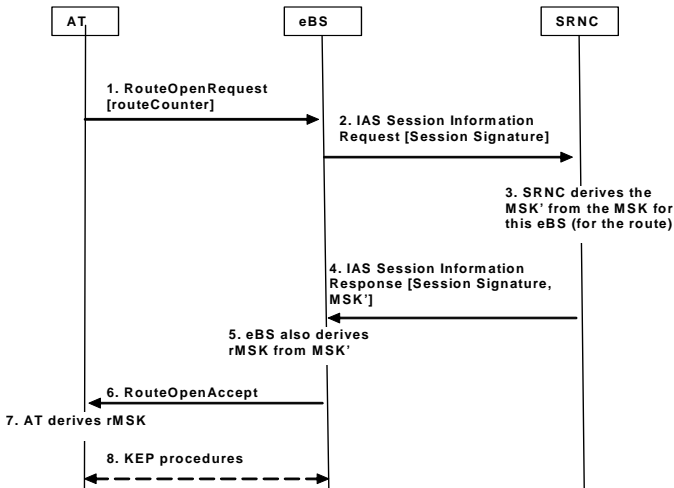 AT
eBS
SRNC
1. RouteOpenRequest
[routeCounter]
2. IAS Session Information
Request [Session Signature]
3. SRNC derives the
MSK' from the MSK for
this eBS (for the route)
4. IAS Session Information
Response [Session Signature,
MSK']
5. eBS also derives
rMSK from MSK'
6. RouteOpenAccept
7. AT derives rMSK
8. KEP procedures